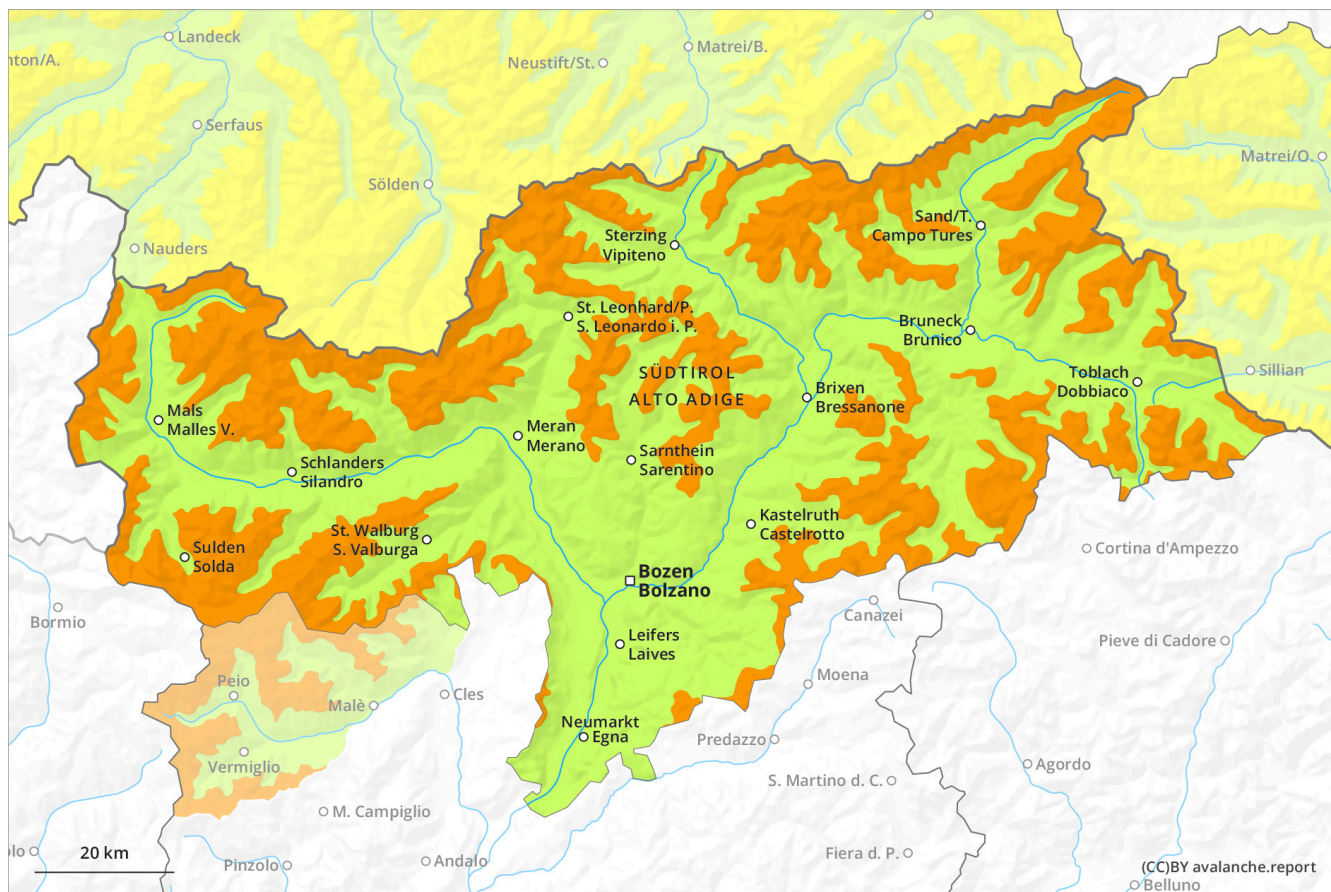 Landeck
nton/A.
Neustift/St.
Matrei/B.
Serfaus
Matrei/O.
Sölden
Nauders
Sterzing
Vipiteno
Sand/T.
Campo Tures
St. Leonhard/P.
S. Leonardo i. P.
Bruneck
Brunico
SÜDTIROL
ALTO ADIGE
Toblach
Dobbiaco
Sillian
Brixen
Bressanone
Mals
Malles V.
Meran
Merano
Schlanders
Silandro
Sarnthein
Sarentino
St. Walburg
S. Valburga
Kastelruth
Castelrotto
Sulden
Solda
Cortina d'Ampezzo
Bozen
Bolzano
Bormio
Canazei
Leifers
Laives
Pieve di Cadore
Peio
Malè
Cles
Moena
Neumarkt
Egna
Predazzo
Vermiglio
Agordo
S. Martino d. C.
M. Campiglio
lo
20 km
Pinzolo
Andalo
Fiera d. P.
(CC)BY avalanche.report
Belluno